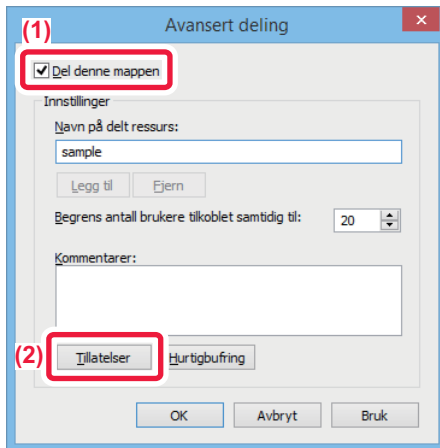 Avansert deling
(1)
Del denne mappen
Innstillinger
Navn på delt ressurs:
sample
Legg til Fjern
Begrens antall brukere tilkoblet samtidig til: 20
Kommentarer:
(2)
Tillatelser Hurtigbufring
OK Avbryt Bruk